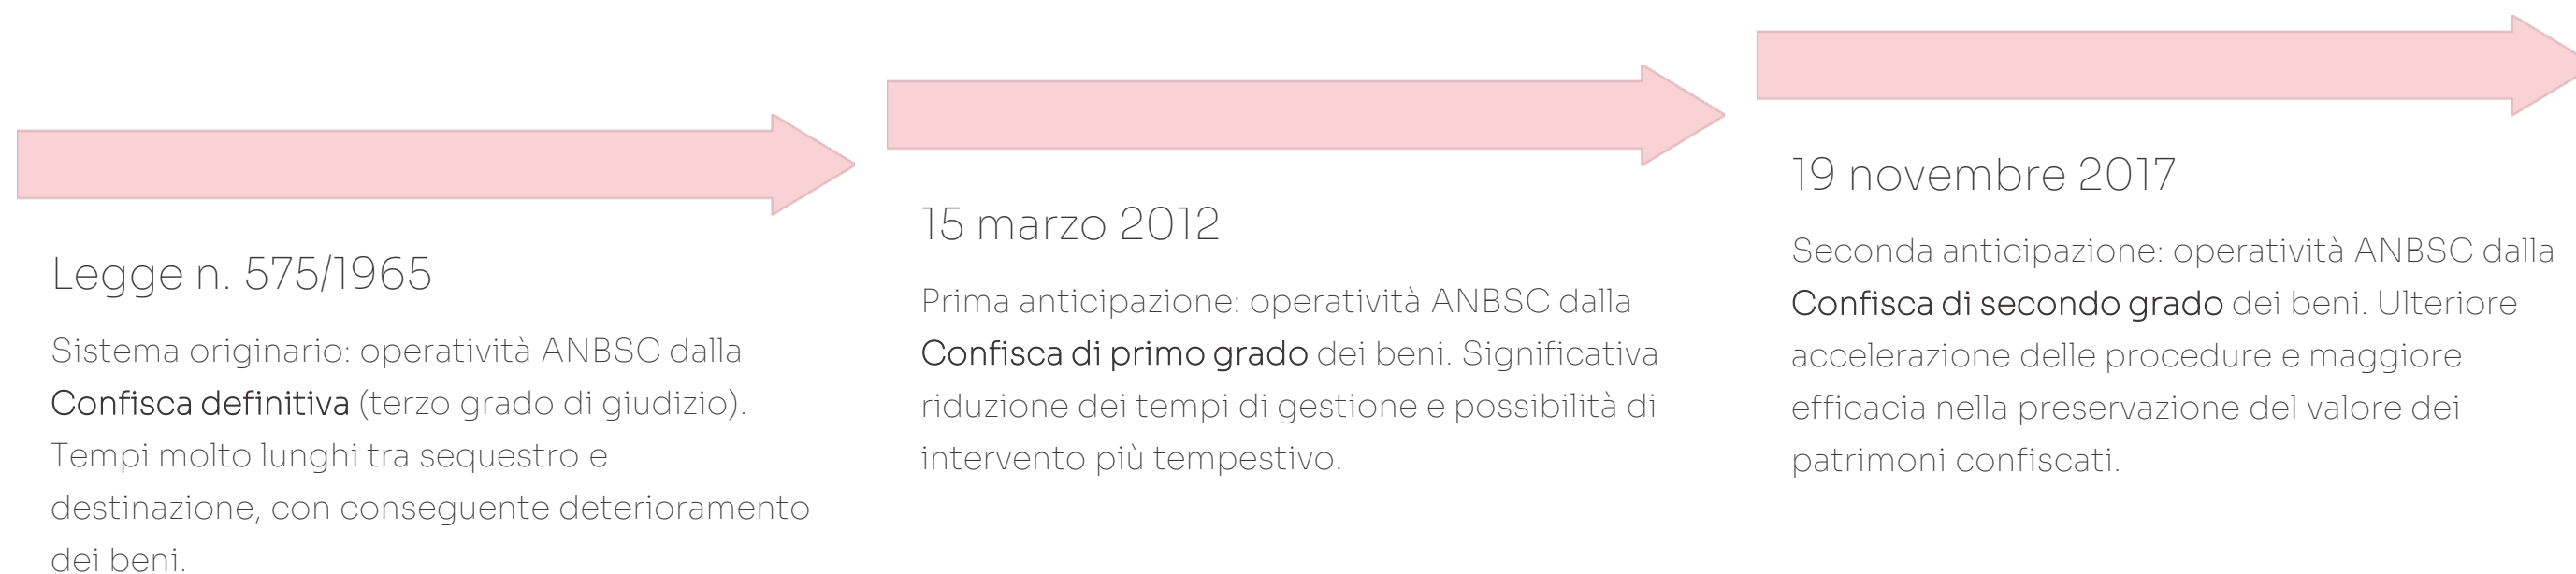 Legge n. 575/1965
Sistema originario: operatività ANBSC dalla
Confisca definitiva (terzo grado di giudizio).
Tempi molto lunghi tra sequestro e
destinazione, con conseguente deterioramento
dei beni.
15 marzo 2012
Prima anticipazione: operatività ANBSC dalla
Confisca di primo grado dei beni. Significativa
riduzione dei tempi di gestione e possibilità di
intervento più tempestivo.
19 novembre 2017
Seconda anticipazione: operatività ANBSC dalla
Confisca di secondo grado dei beni. Ulteriore
accelerazione delle procedure e maggiore
efficacia nella preservazione del valore dei
patrimoni confiscati.